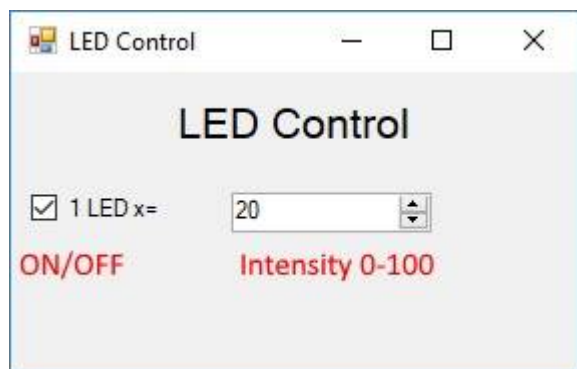 LED Control
LED Control
1 LED x= 20
ON/OFF Intensity 0-100